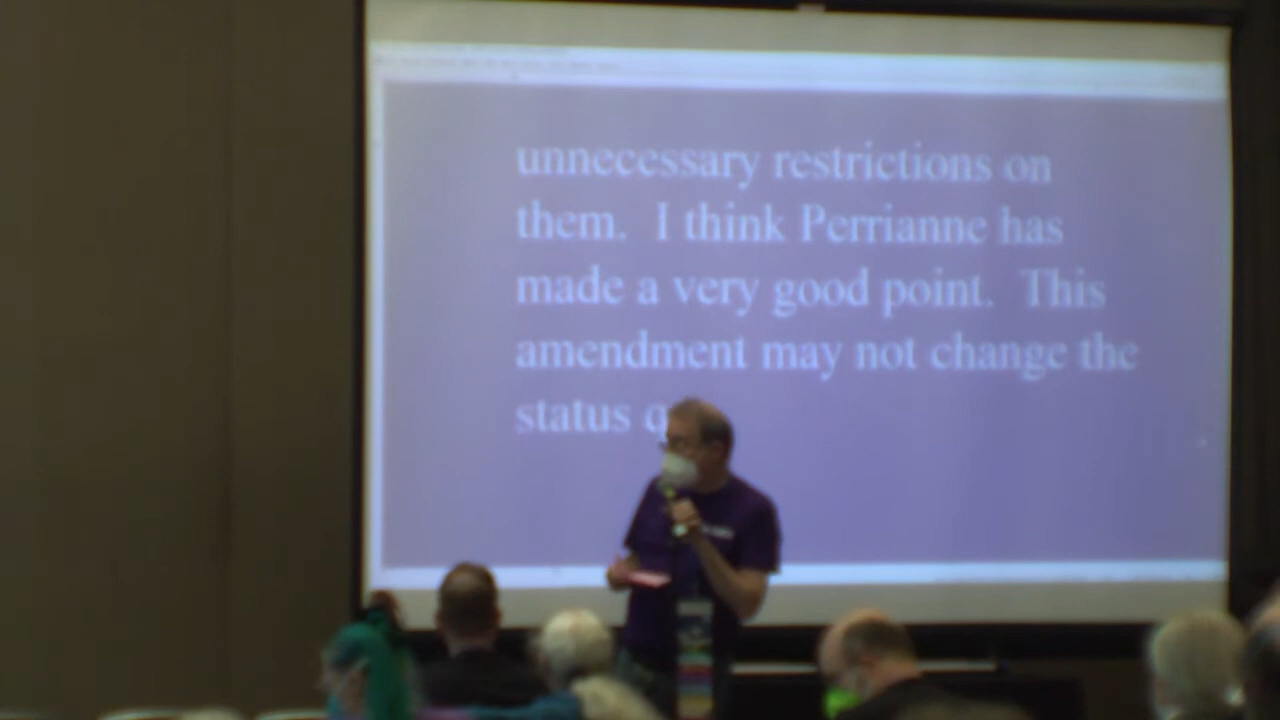 unnecessary restrictions on
them. I think Perrianne has
made a very good point. This
amendment may not change the
status